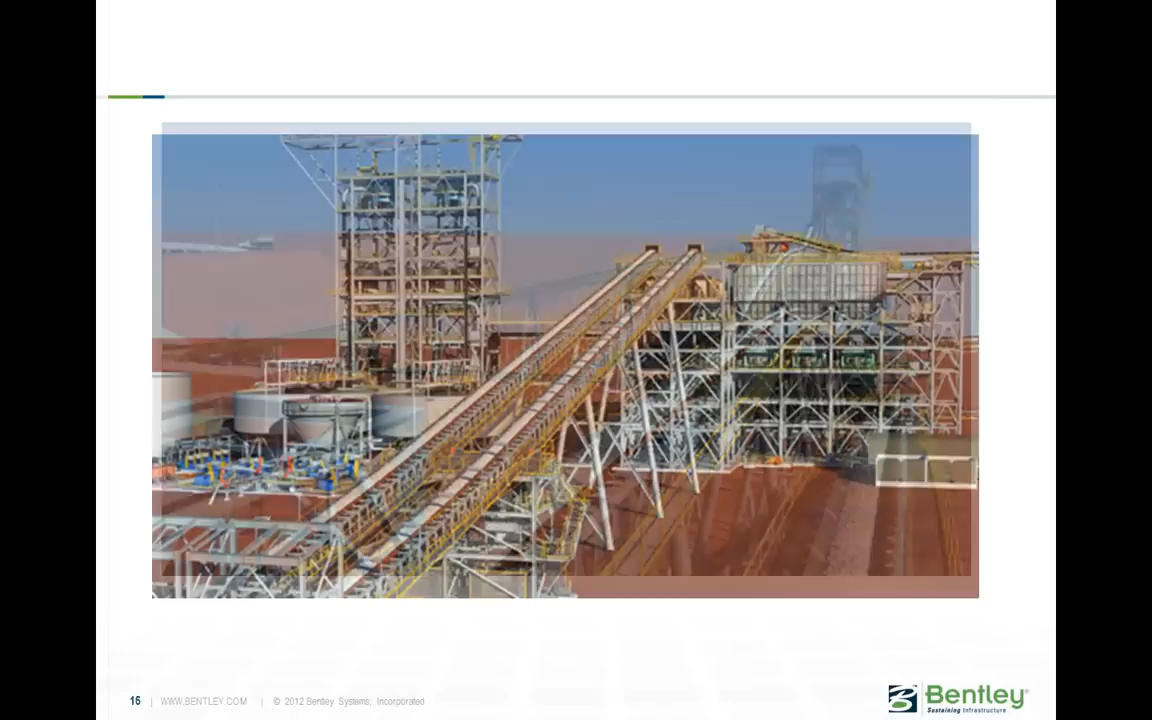 16 | WWW.BENTLEY.COM | © 2012 Bentley Systems, Incorporated
Bentley®
Sustaining Infrastructure